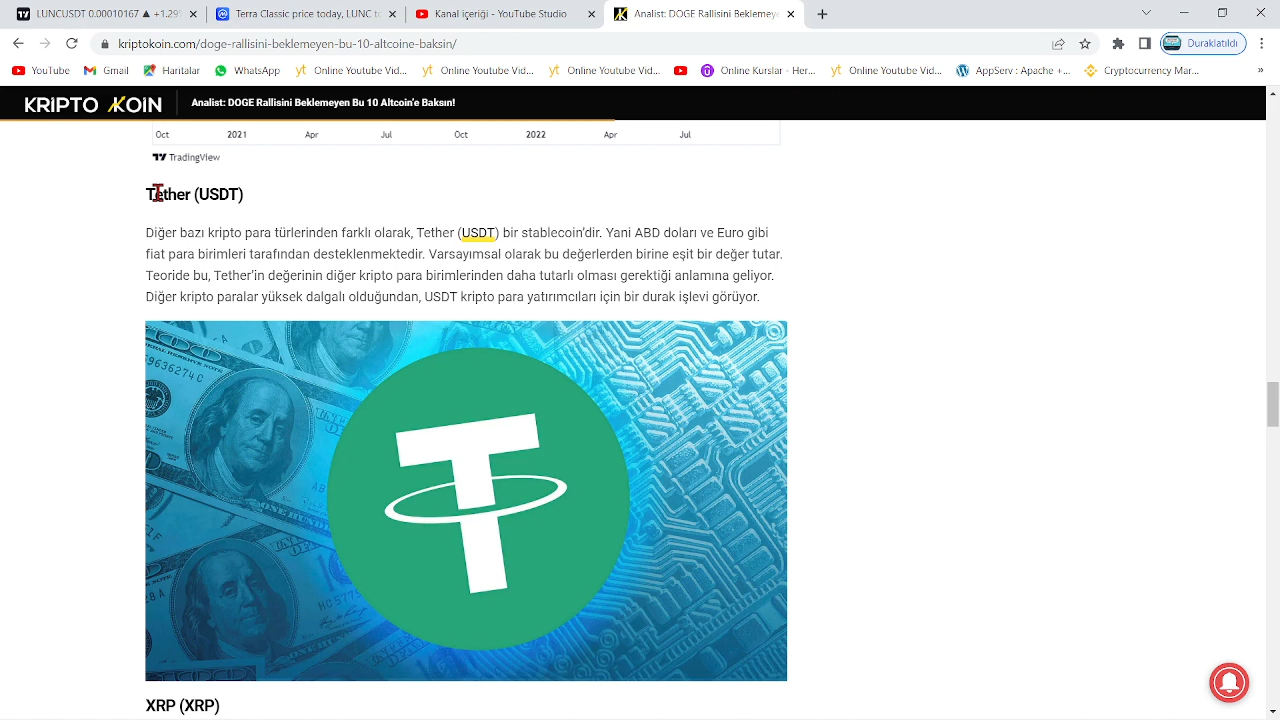 LUNCUSDT 0.00010167 ▲ +1.29%
Terra Classic price today, LUNC to
Kanal içeriği - YouTube Studio
Analist: DOGE Rallisini Beklemeye
kriptokoin.com/doge-rallisini-beklemeyen-bu-10-altcoine-baksin/
Duraklatıldı
YouTube
Gmail
Haritalar
WhatsApp
Online Youtube Vid...
Online Youtube Vid...
Online Youtube Vid...
Online Kurslar - Her...
Online Youtube Vid...
AppServ : Apache +...
Cryptocurrency Mar...
»
KRİPTO KOIN
Analist: DOGE Rallisini Beklemeyen Bu 10 Altcoin'e Baksın!
Oct 2021 Apr Jul Oct 2022 Apr Jul
TradingView
Tether (USDT)
Diğer bazı kripto para türlerinden farklı olarak, Tether (USDT) bir stablecoin'dir. Yani ABD doları ve Euro gibi
fiat para birimleri tarafından desteklenmektedir. Varsayımsal olarak bu değerlerden birine eşit bir değer tutar.
Teoride bu, Tether'in değerinin diğer kripto para birimlerinden daha tutarlı olması gerektiği anlamına geliyor.
Diğer kripto paralar yüksek dalgalı olduğundan, USDT kripto para yatırımcıları için bir durak işlevi görüyor.
XRP (XRP)